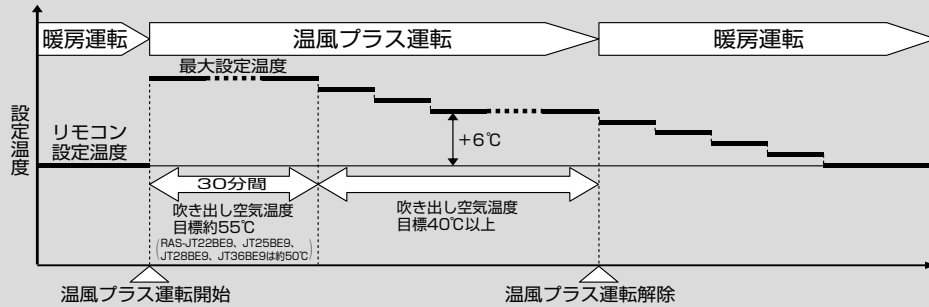 暖房運転
温風プラス運転
暖房運転
最大設定温度
設定温度
リモコン
設定温度
+6℃
30分間
吹き出し空気温度
目標約55℃
(RAS-JT22BE9、JT25BE9、
JT28BE9、JT36BE9は約50℃)
吹き出し空気温度
目標40℃以上
温風プラス運転開始
温風プラス運転解除